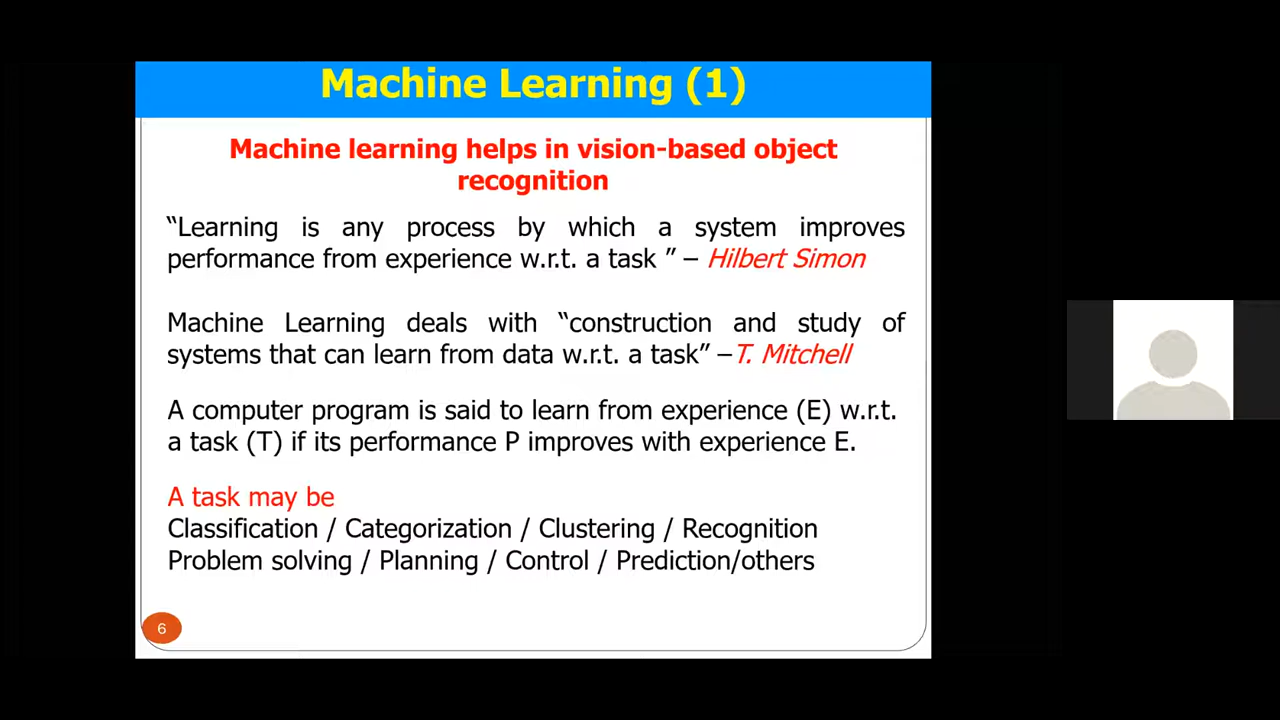 Machine Learning (1)
Machine learning helps in vision-based object
recognition
“Learning is any process by which a system improves
performance from experience w.r.t. a task ” – Hilbert Simon
Machine Learning deals with “construction and study of
systems that can learn from data w.r.t. a task” –T. Mitchell
A computer program is said to learn from experience (E) w.r.t.
a task (T) if its performance P improves with experience E.
A task may be
Classification / Categorization / Clustering / Recognition
Problem solving / Planning / Control / Prediction/others
6